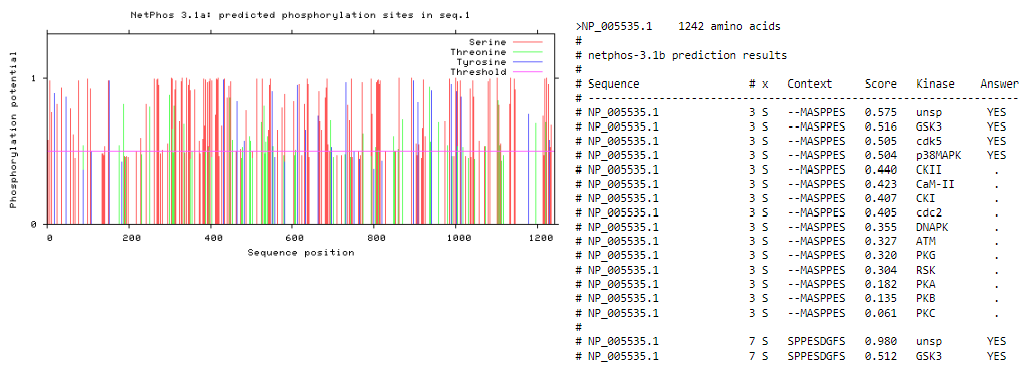 NetPhos 3.1a: predicted phosphorylation sites in seq.1
Phosphorylation potential
Serine
Threonine
Tyrosine
Threshold
1
0
0 200 400 600 800 1000 1200
Sequence position
>NP_005535.1 1242 amino acids
#
# netphos-3.1b prediction results
#
# Sequence # x Context Score Kinase Answer
# -------------------------------------------------------------------
# NP_005535.1 3 S --MASPPES 0.575 unsp YES
# NP_005535.1 3 S --MASPPES 0.516 GSK3 YES
# NP_005535.1 3 S --MASPPES 0.505 cdk5 YES
# NP_005535.1 3 S --MASPPES 0.504 p38MAPK YES
# NP_005535.1 3 S --MASPPES 0.440 CKII .
# NP_005535.1 3 S --MASPPES 0.423 CaM-II .
# NP_005535.1 3 S --MASPPES 0.407 CKI .
# NP_005535.1 3 S --MASPPES 0.405 cdc2 .
# NP_005535.1 3 S --MASPPES 0.355 DNAPK .
# NP_005535.1 3 S --MASPPES 0.327 ATM .
# NP_005535.1 3 S --MASPPES 0.320 PKG .
# NP_005535.1 3 S --MASPPES 0.304 RSK .
# NP_005535.1 3 S --MASPPES 0.182 PKA .
# NP_005535.1 3 S --MASPPES 0.135 PKB .
# NP_005535.1 3 S --MASPPES 0.061 PKC .
#
# NP_005535.1 7 S SPPESDGFS 0.980 unsp YES
# NP_005535.1 7 S SPPESDGFS 0.512 GSK3 YES